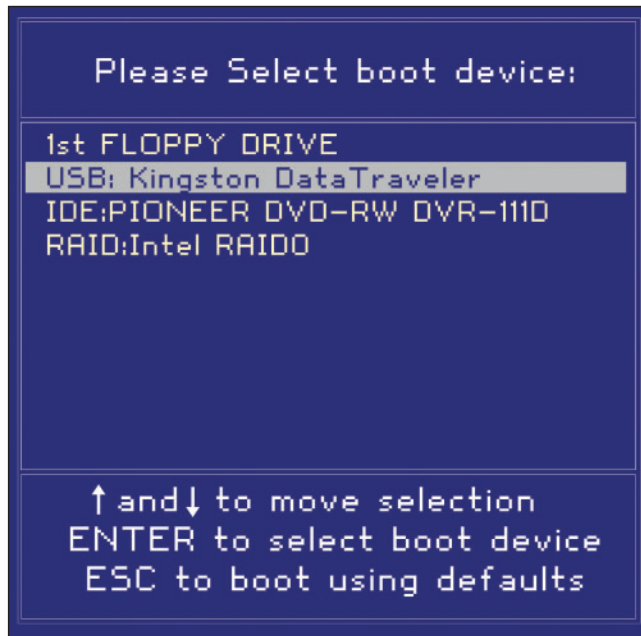 Please Select boot device:
1st FLOPPY DRIVE
USB: Kingston DataTraveler
IDE:PIONEER DVD-RW DVR-111D
RAID:Intel RAID0
↑ and ↓ to move selection
ENTER to select boot device
ESC to boot using defaults